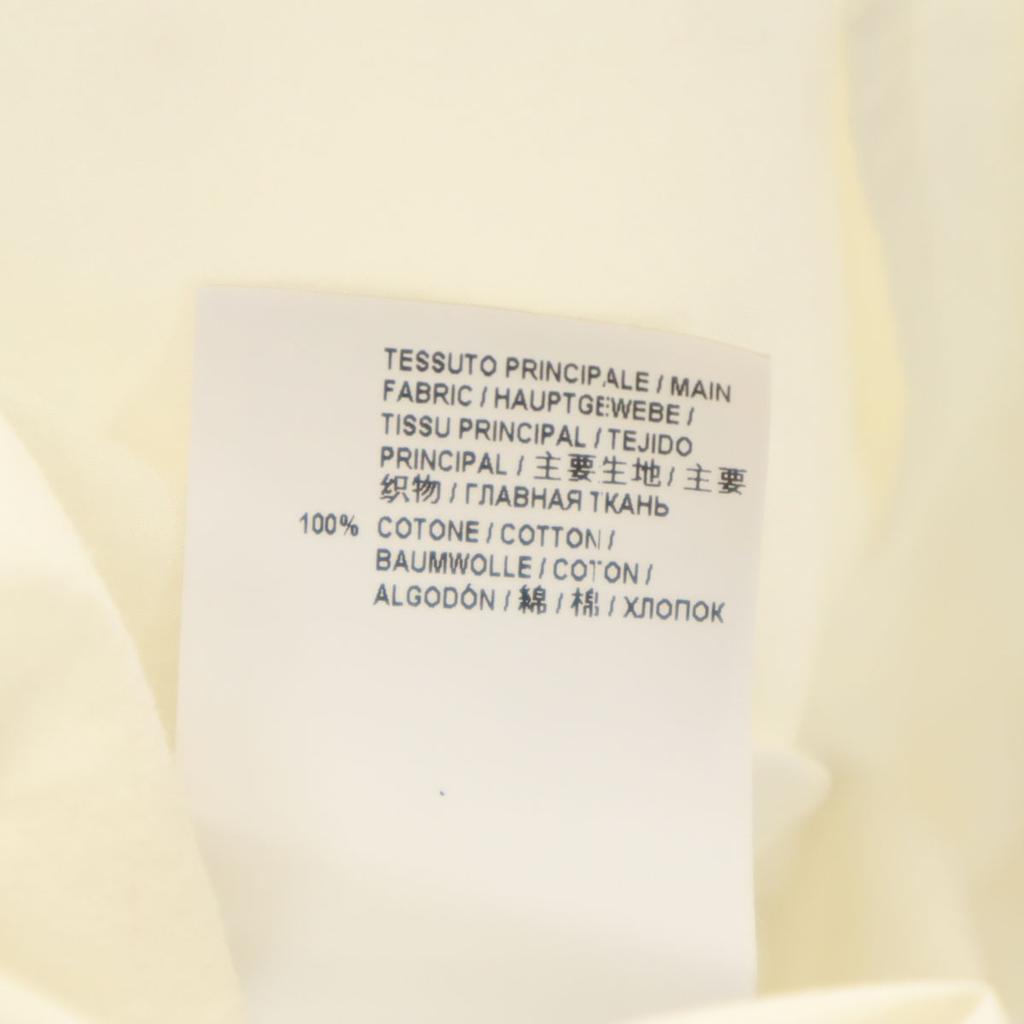 TESSUTO PRINCIPALE / MAIN
FABRIC / HAUPTGEWEBE /
TISSU PRINCIPAL / TEJIDO
PRINCIPAL / 主要生地 / 主要
织物 / ГЛАВНАЯ ТКАНЬ
100% COTONE / COTTON /
BAUMWOLLE / COTON /
ALGODÓN / 綿 / 棉 / ХЛОПОК